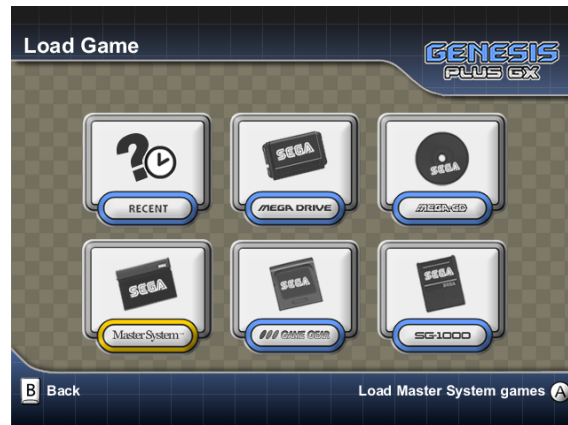 Load Game
GENESIS
PLUS GX
SEGA
SEGA
RECENT
MEGA DRIVE
MEGA-CD
SEGA
SEGA
SEGA
Master System
GAME GEAR
SG-1000
B Back
Load Master System games A